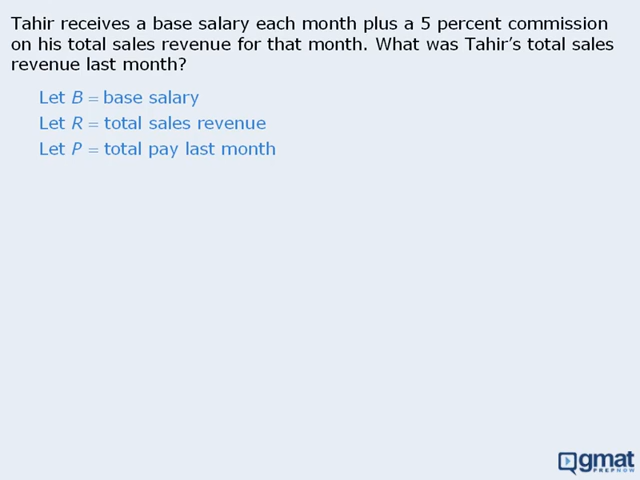 Tahir receives a base salary each month plus a 5 percent commission
on his total sales revenue for that month. What was Tahir’s total sales
revenue last month?
Let B = base salary
Let R = total sales revenue
Let P = total pay last month
gmat
PREPNOW